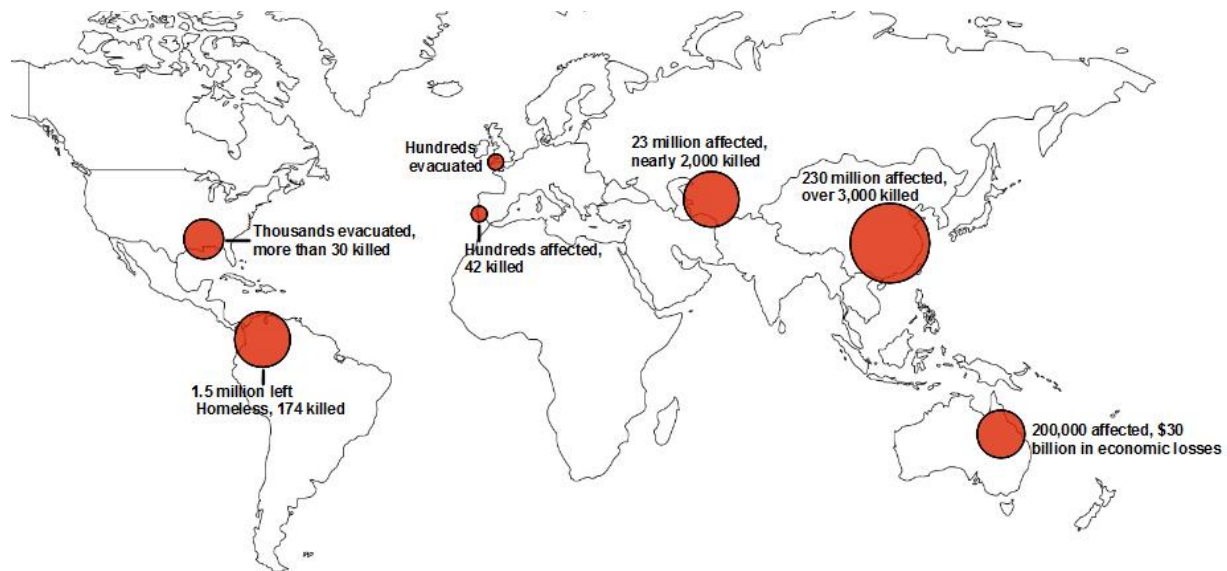 Hundreds
evacuated
23 million affected,
nearly 2,000 killed
230 million affected,
over 3,000 killed
Thousands evacuated,
more than 30 killed
Hundreds affected,
42 killed
1.5 million left
Homeless, 174 killed
200,000 affected, $30
billion in economic losses